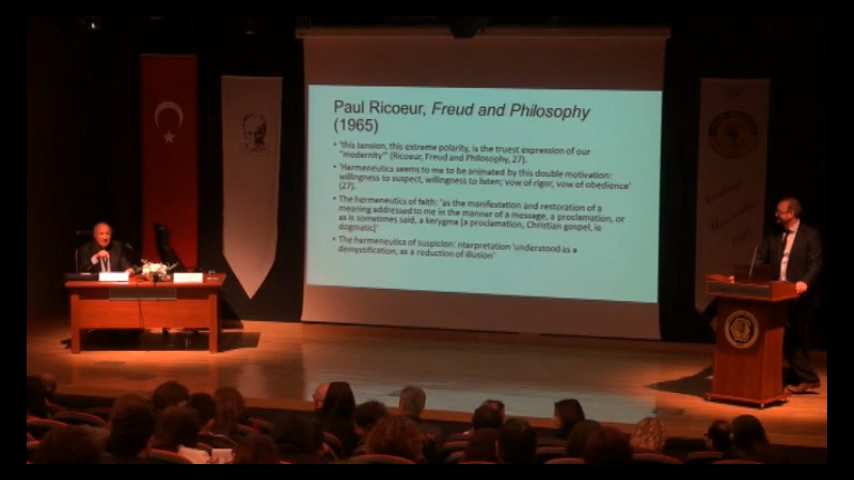 Paul Ricoeur, Freud and Philosophy
(1965)
• 'this tension, this extreme polarity, is the truest expression of our
"modernity"' (Ricoeur, Freud and Philosophy, 27).
• 'Hermeneutics seems to me to be animated by this double motivation:
willingness to suspect, willingness to listen; vow of rigor, vow of obedience'
(27).
• The hermeneutics of faith: 'as the manifestation and restoration of a
meaning addressed to me in the manner of a message, a proclamation, or
as is sometimes said, a kerygma [a proclamation, Christian gospel, ie
dogmatic]'
• The hermeneutics of suspicion: nterpretation 'understood as a
demystification, as a reduction of illusion'